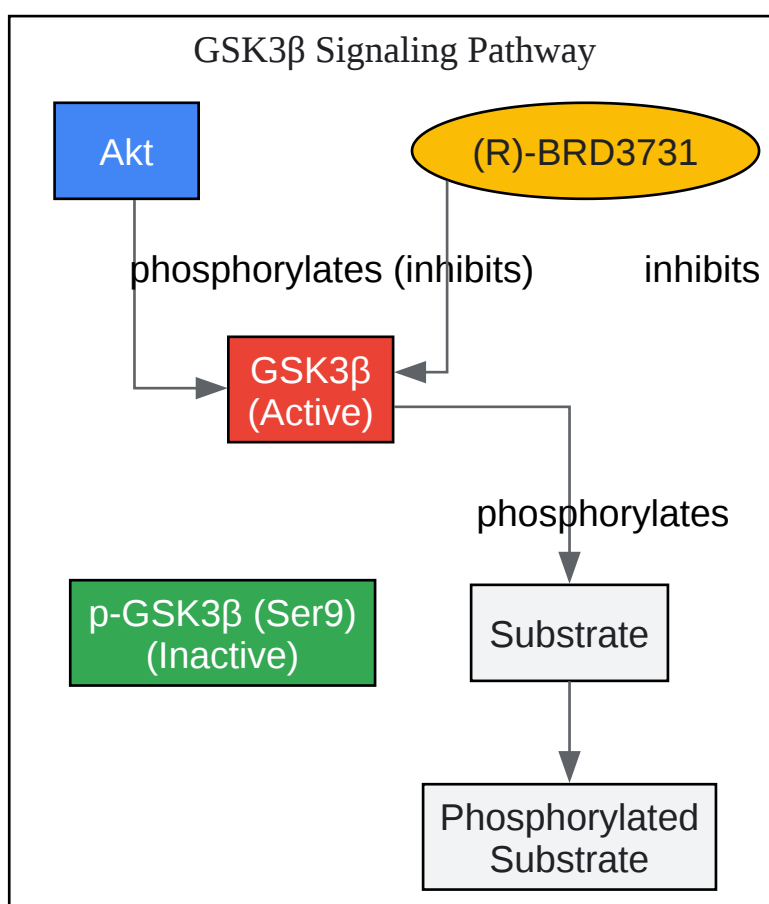 GSK3β Signaling Pathway
Akt
(R)-BRD3731
phosphorylates (inhibits)
inhibits
GSK3β
(Active)
phosphorylates
p-GSK3β (Ser9)
(Inactive)
Substrate
Phosphorylated
Substrate